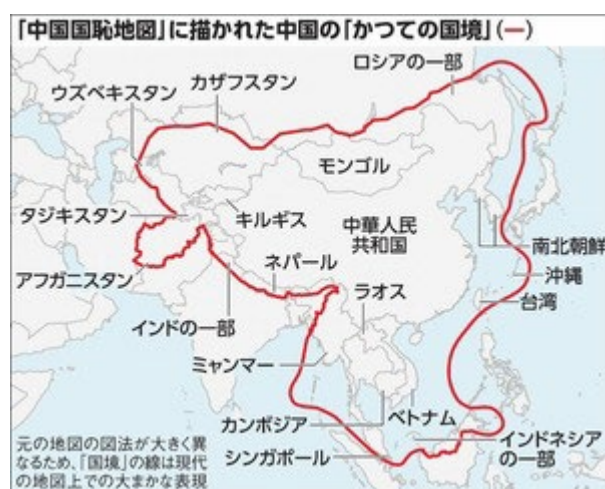 「中国国恥地図」に描かれた中国の「かつての国境」(ー)
ロシアの一部
カザフスタン
ウズベキスタン
モンゴル
タジキスタン
キルギス
中華人民
共和国
南北朝鮮
アフガニスタン
ネパール
沖縄
ラオス
台湾
インドの一部
ミャンマー
カンボジア
ベトナム
シンガポール
インドネシア
の一部
元の地図の図法が大きく異
なるため、「国境」の線は現代
の地図上での大まかな表現